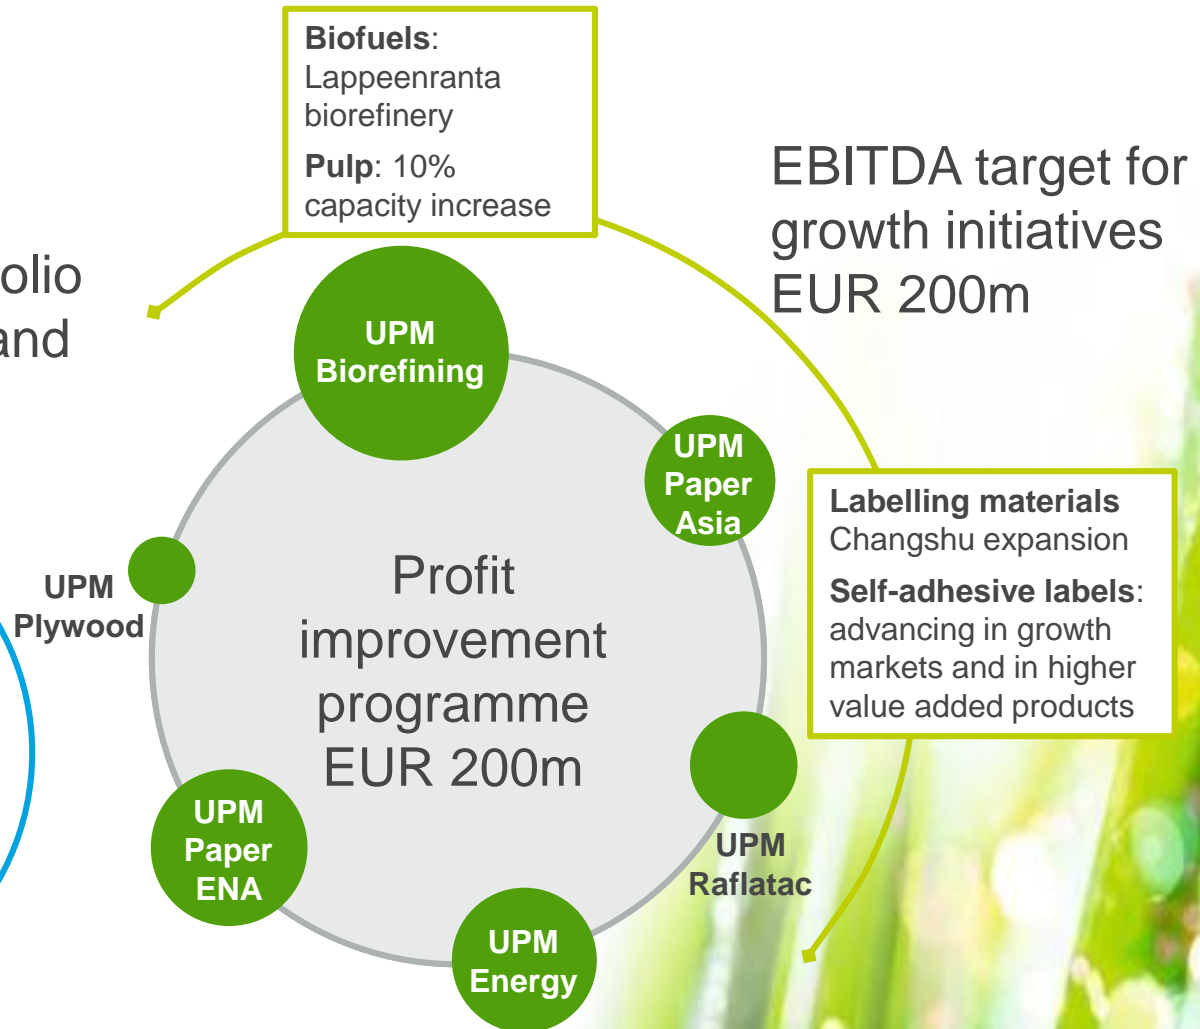 Biofuels:
Lappeenranta
biorefinery
Pulp: 10%
capacity increase
EBITDA target for
growth initiatives
EUR 200m
olio
and
UPM
Biorefining
UPM
Paper
Asia
Labelling materials
Changshu expansion
Self-adhesive labels:
advancing in growth
markets and in higher
value added products
UPM
Plywood
Profit
improvement
programme
EUR 200m
UPM
Paper
ENA
UPM
Raflatac
UPM
Energy